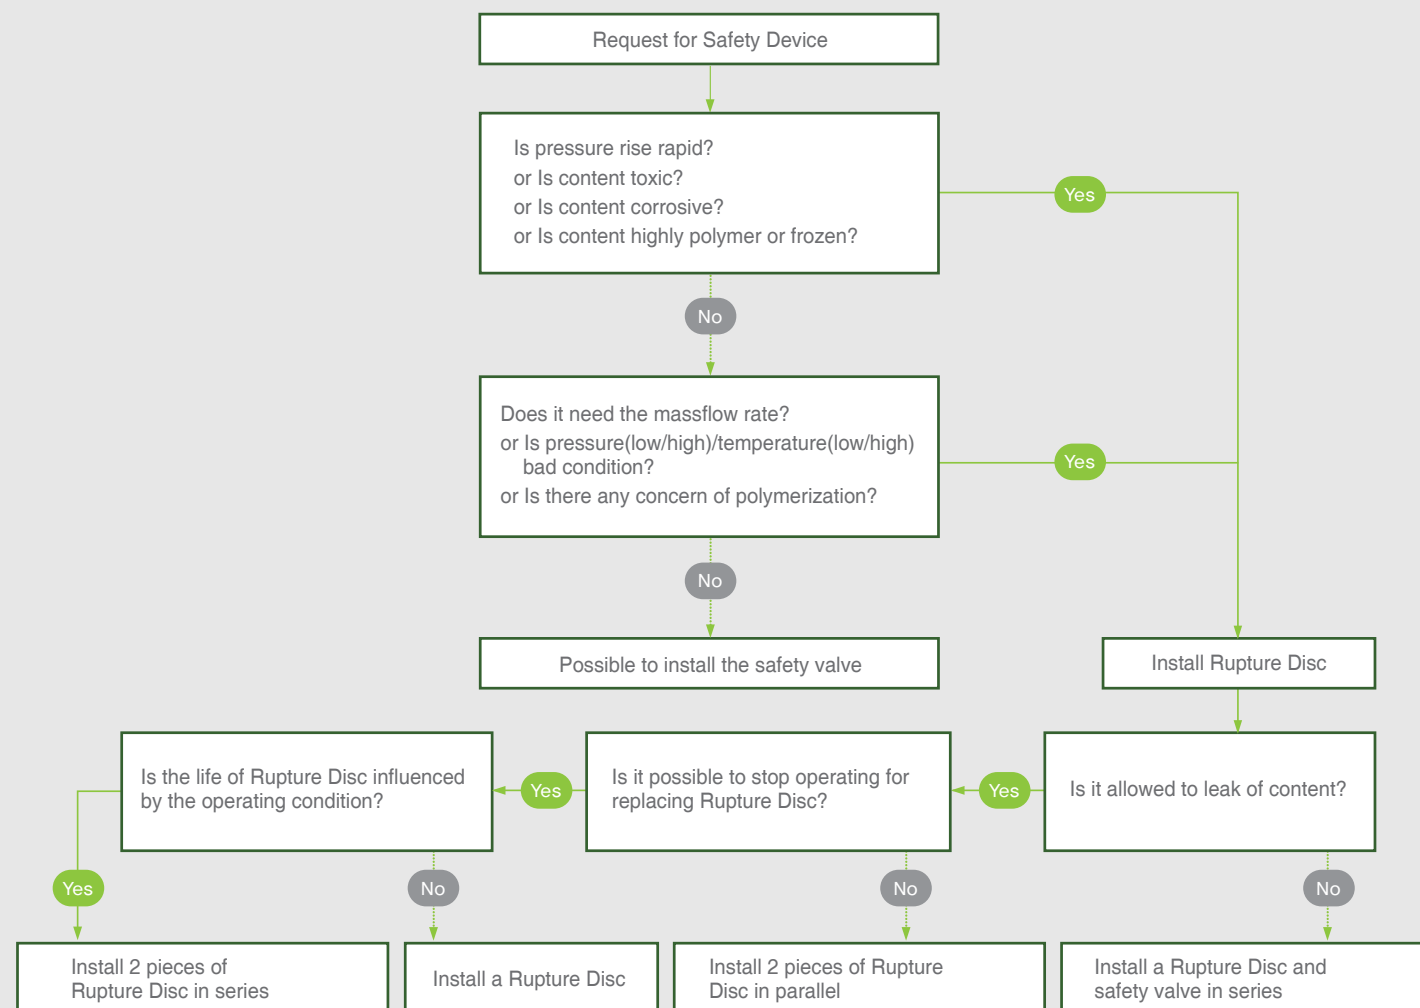 Request for Safety Device
Is pressure rise rapid?
or Is content toxic?
or Is content corrosive?
or Is content highly polymer or frozen?
Yes
No
Does it need the massflow rate?
or Is pressure(low/high)/temperature(low/high)
bad condition?
or Is there any concern of polymerization?
Yes
No
Possible to install the safety valve
Install Rupture Disc
Is the life of Rupture Disc influenced
by the operating condition?
Yes
Is it possible to stop operating for
replacing Rupture Disc?
Yes
Is it allowed to leak of content?
Yes
No
No
No
Install 2 pieces of
Rupture Disc in series
Install a Rupture Disc
Install 2 pieces of Rupture
Disc in parallel
Install a Rupture Disc and
safety valve in series